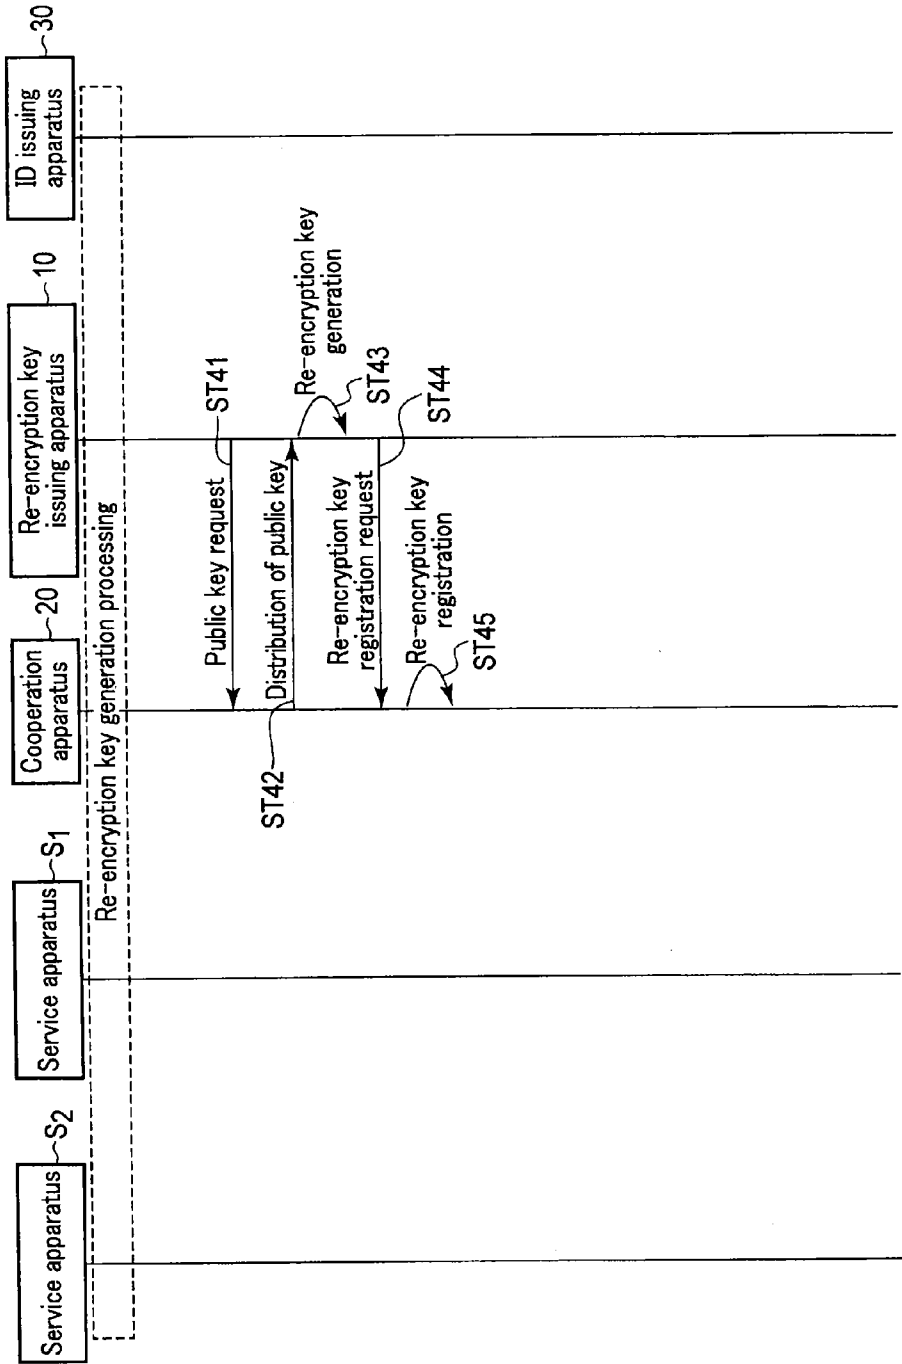 Service apparatus
S2
Service apparatus
S1
Cooperation
apparatus
20
Re-encryption key
issuing apparatus
10
ID issuing
apparatus
30
Re-encryption key generation processing
Public key request
ST41
Distribution of public key
ST42
Re-encryption key
generation
ST43
Re-encryption key
registration request
ST44
Re-encryption key
registration
ST45